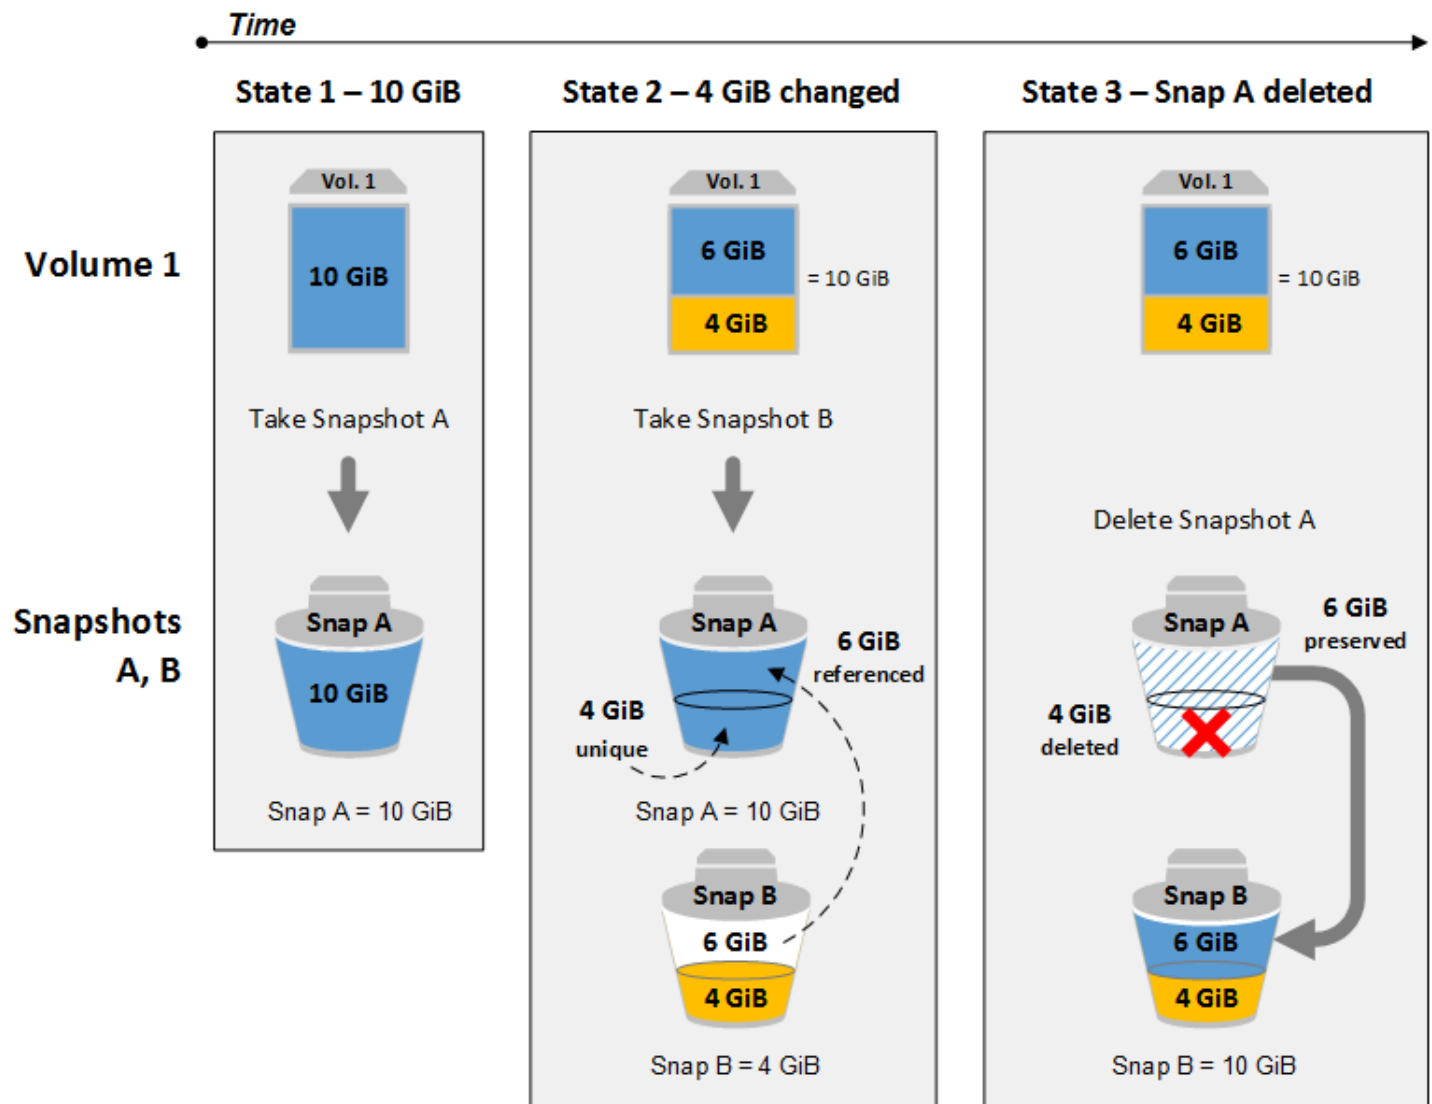 Time
State 1 – 10 GiB
State 2 – 4 GiB changed
State 3 – Snap A deleted
Volume 1
Vol. 1
10 GiB
Take Snapshot A
Vol. 1
6 GiB
4 GiB
= 10 GiB
Take Snapshot B
Vol. 1
6 GiB
4 GiB
= 10 GiB
Delete Snapshot A
Snapshots
A, B
Snap A
10 GiB
Snap A = 10 GiB
Snap A
6 GiB
referenced
4 GiB
unique
Snap A = 10 GiB
Snap B
6 GiB
4 GiB
Snap B = 4 GiB
Snap A
6 GiB
preserved
4 GiB
deleted
Snap B
6 GiB
4 GiB
Snap B = 10 GiB